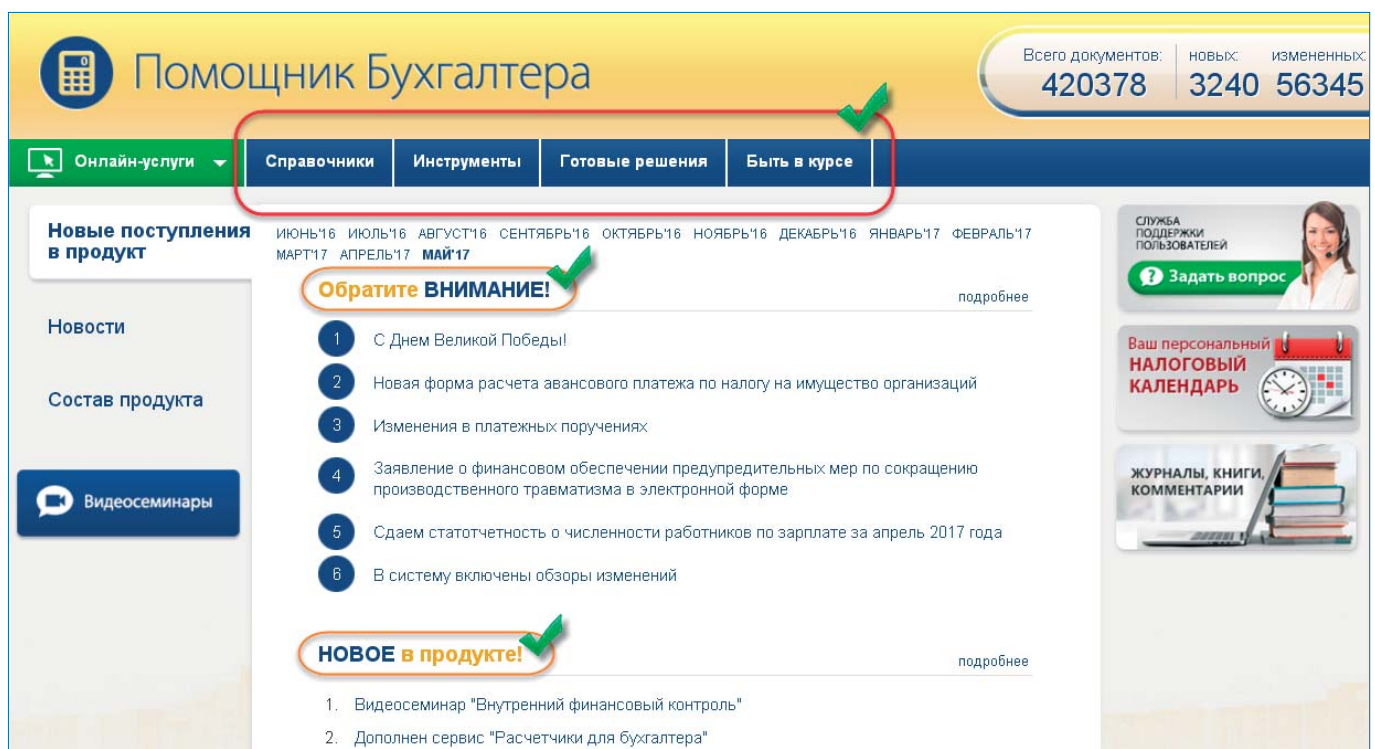 Помощник Бухгалтера
Всего документов: новых: измененных:
420378 3240 56345
Онлайн-услуги Справочники Инструменты Готовые решения Быть в курсе
Новые поступления
в продукт
Новости
Состав продукта
Видеосеминары
ИЮНЬ'16 ИЮЛЬ'16 АВГУСТ'16 СЕНТЯБРЬ'16 ОКТЯБРЬ'16 НОЯБРЬ'16 ДЕКАБРЬ'16 ЯНВАРЬ'17 ФЕВРАЛЬ'17
МАРТ'17 АПРЕЛЬ'17 МАЙ'17
Обратите ВНИМАНИЕ!
подробнее
1 С Днем Великой Победы!
2 Новая форма расчета авансового платежа по налогу на имущество организаций
3 Изменения в платежных поручениях
4 Заявление о финансовом обеспечении предупредительных мер по сокращению
производственного травматизма в электронной форме
5 Сдаем статотчетность о численности работников по зарплате за апрель 2017 года
6 В систему включены обзоры изменений
НОВОЕ в продукте!
подробнее
1. Видеосеминар "Внутренний финансовый контроль"
2. Дополнен сервис "Расчетчики для бухгалтера"
СЛУЖБА
ПОДДЕРЖКИ
ПОЛЬЗОВАТЕЛЕЙ
? Задать вопрос
Ваш персональный
НАЛОГОВЫЙ
КАЛЕНДАРЬ
ЖУРНАЛЫ, КНИГИ,
КОММЕНТАРИИ